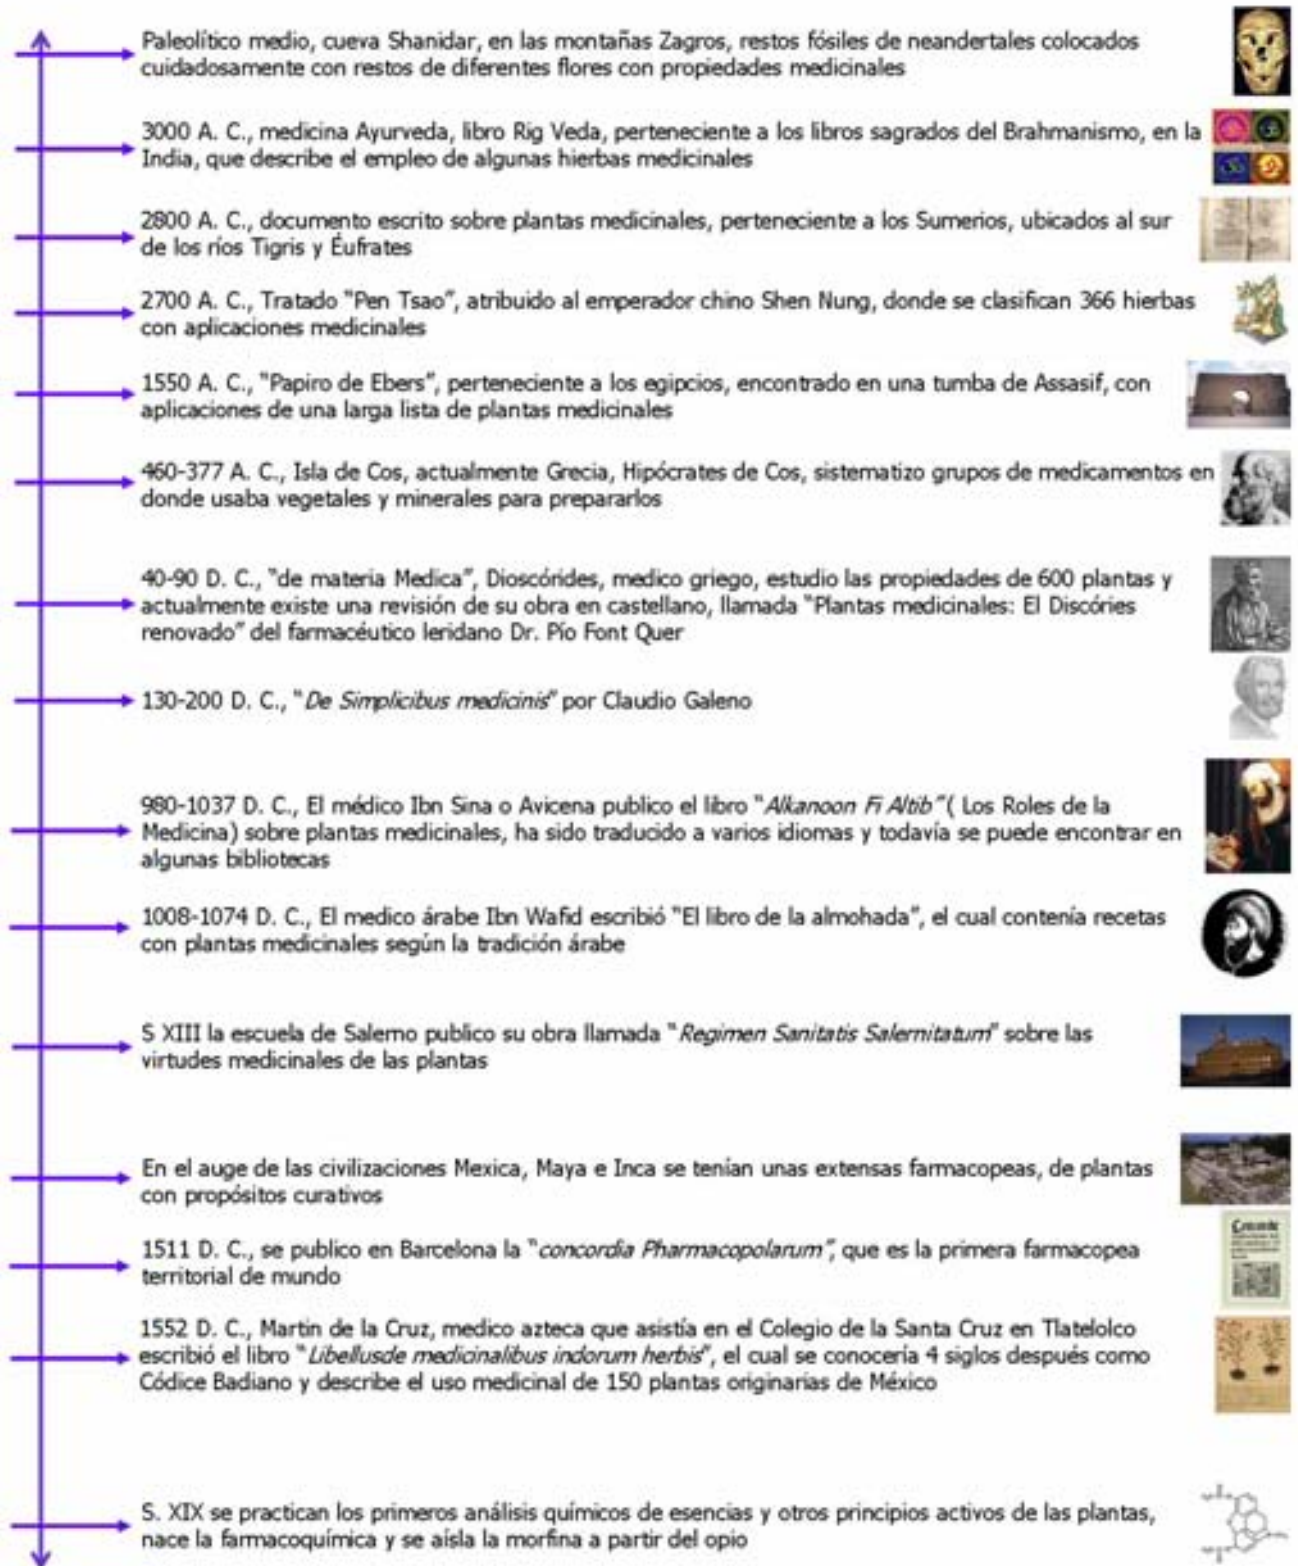 Paleolítico medio, cueva Shanidar, en las montañas Zagros, restos fósiles de neandertales colocados
cuidadosamente con restos de diferentes flores con propiedades medicinales
3000 A. C., medicina Ayurveda, libro Rig Veda, perteneciente a los libros sagrados del Brahmanismo, en la
India, que describe el empleo de algunas hierbas medicinales
2800 A. C., documento escrito sobre plantas medicinales, perteneciente a los Sumerios, ubicados al sur
de los ríos Tigris y Éufrates
2700 A. C., Tratado "Pen Tsao", atribuido al emperador chino Shen Nung, donde se clasifican 366 hierbas
con aplicaciones medicinales
1550 A. C., "Papiro de Ebers", perteneciente a los egipcios, encontrado en una tumba de Assasif, con
aplicaciones de una larga lista de plantas medicinales
460-377 A. C., Isla de Cos, actualmente Grecia, Hipócrates de Cos, sistematizo grupos de medicamentos en
donde usaba vegetales y minerales para prepararlos
40-90 D. C., "de materia Medica", Dioscórides, medico griego, estudio las propiedades de 600 plantas y
actualmente existe una revisión de su obra en castellano, llamada "Plantas medicinales: El Discóries
renovado" del farmacéutico leridano Dr. Pío Font Quer
130-200 D. C., "De Simplicibus medicinis" por Claudio Galeno
980-1037 D. C., El médico Ibn Sina o Avicena publico el libro "Alkanoon Fi Altib"( Los Roles de la
Medicina) sobre plantas medicinales, ha sido traducido a varios idiomas y todavía se puede encontrar en
algunas bibliotecas
1008-1074 D. C., El medico árabe Ibn Wafid escribió "El libro de la almohada", el cual contenía recetas
con plantas medicinales según la tradición árabe
S XIII la escuela de Salerno publico su obra llamada "Regimen Sanitatis Salernitatum" sobre las
virtudes medicinales de las plantas
En el auge de las civilizaciones Mexica, Maya e Inca se tenían unas extensas farmacopeas, de plantas
con propósitos curativos
1511 D. C., se publico en Barcelona la "concordia Pharmacopolarum", que es la primera farmacopea
territorial de mundo
1552 D. C., Martin de la Cruz, medico azteca que asistía en el Colegio de la Santa Cruz en Tlatelolco
escribió el libro "Libellusde medicinalibus indorum herbis", el cual se conocería 4 siglos después como
Códice Badiano y describe el uso medicinal de 150 plantas originarias de México
S. XIX se practican los primeros análisis químicos de esencias y otros principios activos de las plantas,
nace la farmacoquímica y se aísla la morfina a partir del opio